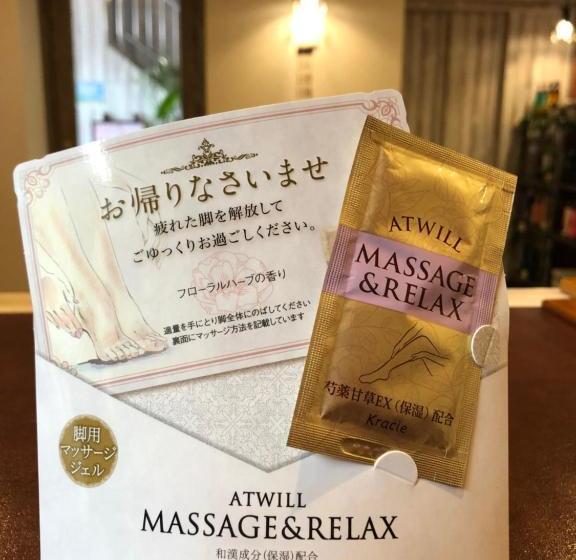 お帰りなさいませ
疲れた脚を解放して
ごゆっくりお過ごしください。
フローラルハーブの香り
適量を手にとり脚全体にのばしてください
裏面にマッサージ方法を記載しています
ATWILL
MASSAGE
&RELAX
芍薬甘草EX(保湿)配合
Kracie
脚用
マッサージ
ジェル
ATWILL
MASSAGE&RELAX
和漢成分(保湿)配合